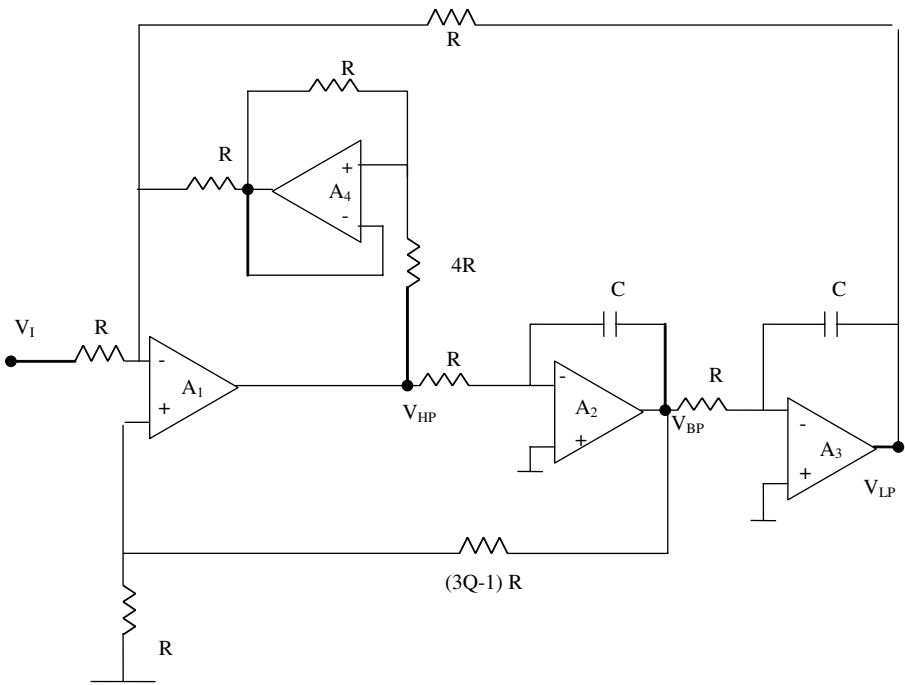 R
R
R
+
A4
-
4R
C
C
VI
R
-
A1
+
R
VHP
-
A2
+
R
VBP
-
A3
+
VLP
(3Q-1) R
R